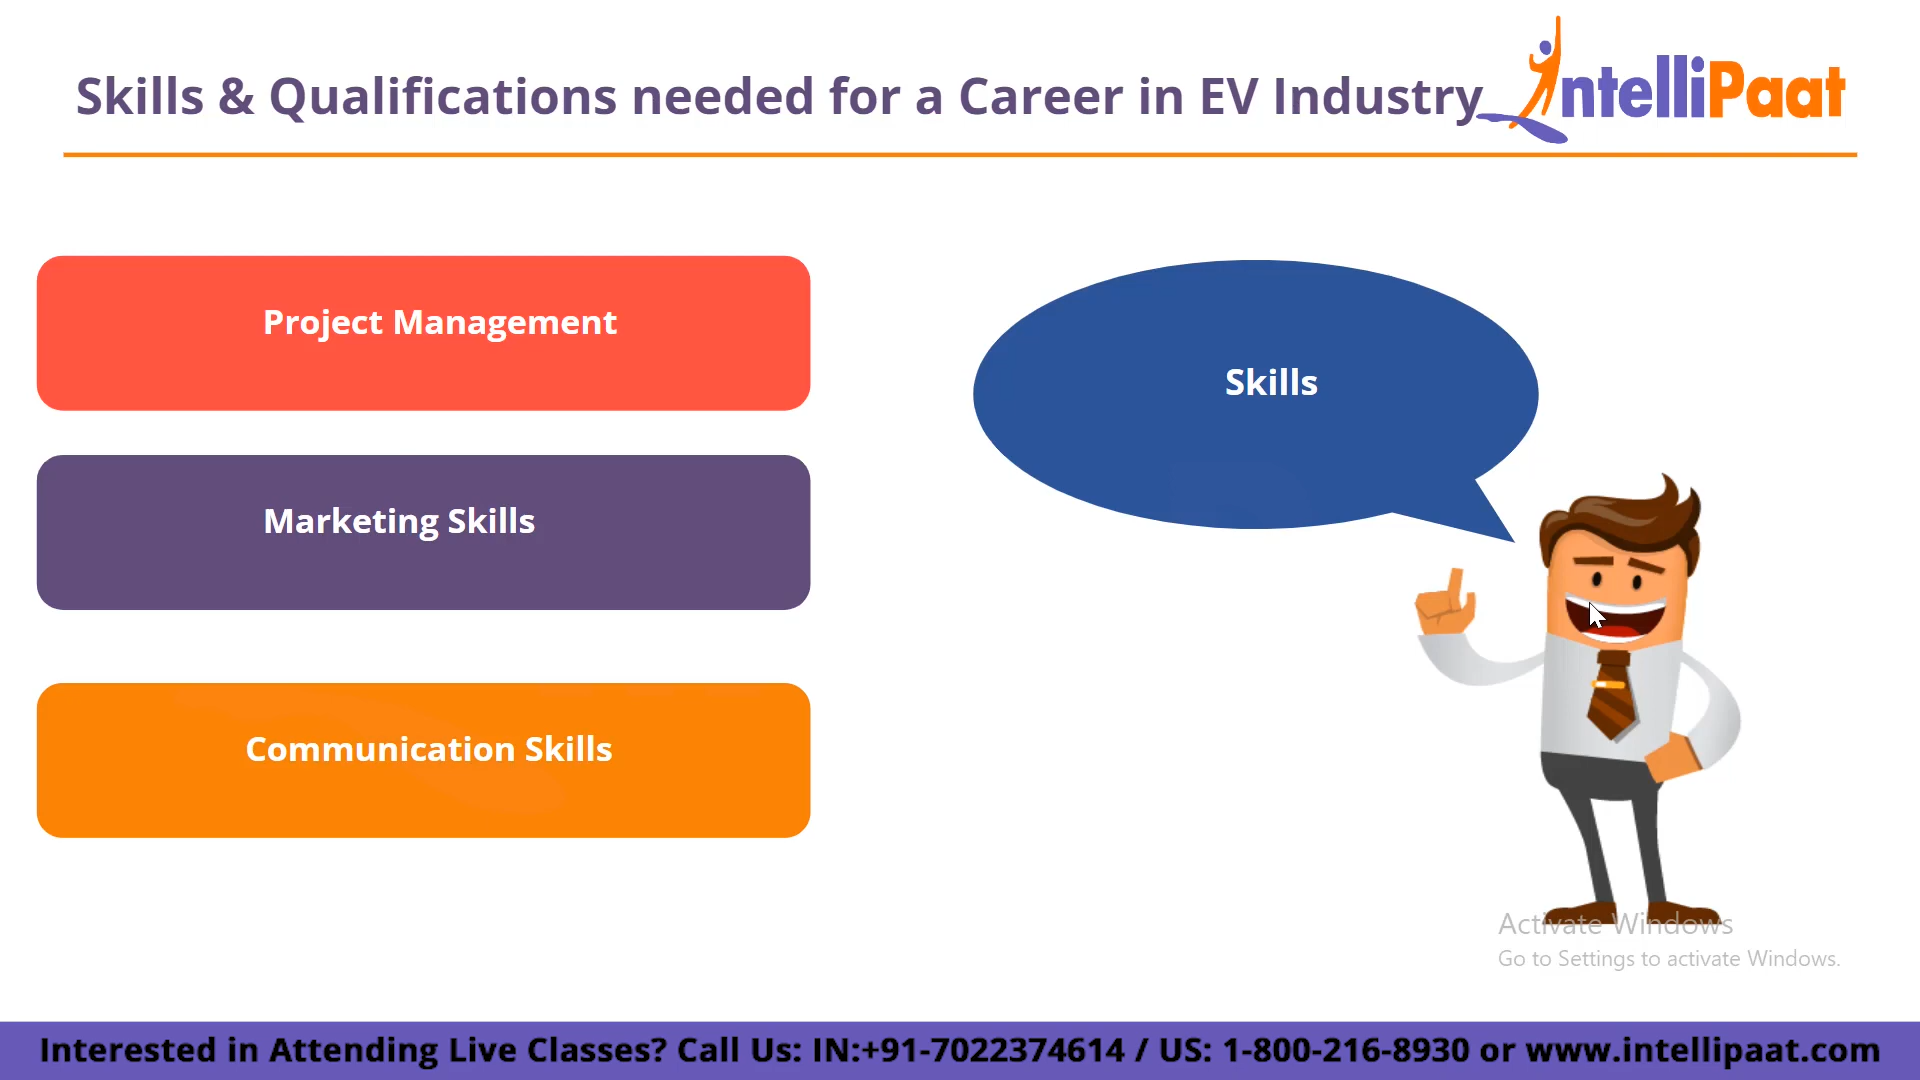 Skills & Qualifications needed for a Career in EV Industry
IntelliPaat
Project Management
Marketing Skills
Communication Skills
Skills
Activate Windows
Go to Settings to activate Windows.
Interested in Attending Live Classes? Call Us: IN:+91-7022374614 / US: 1-800-216-8930 or www.intellipaat.com